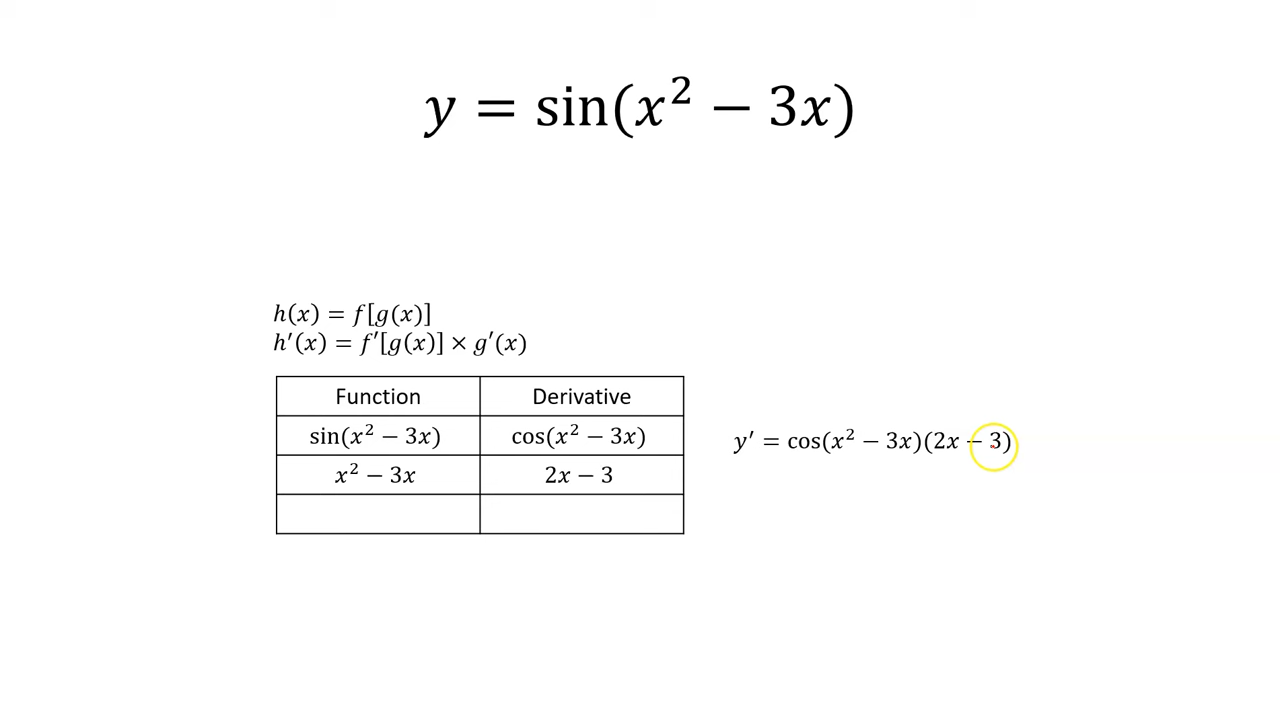 y = sin(x² − 3x)
h(x) = f[g(x)]
h′(x) = f′[g(x)] × g′(x)
Function Derivative
sin(x² − 3x) cos(x² − 3x)
x² − 3x 2x − 3
y′ = cos(x² − 3x)(2x − 3)